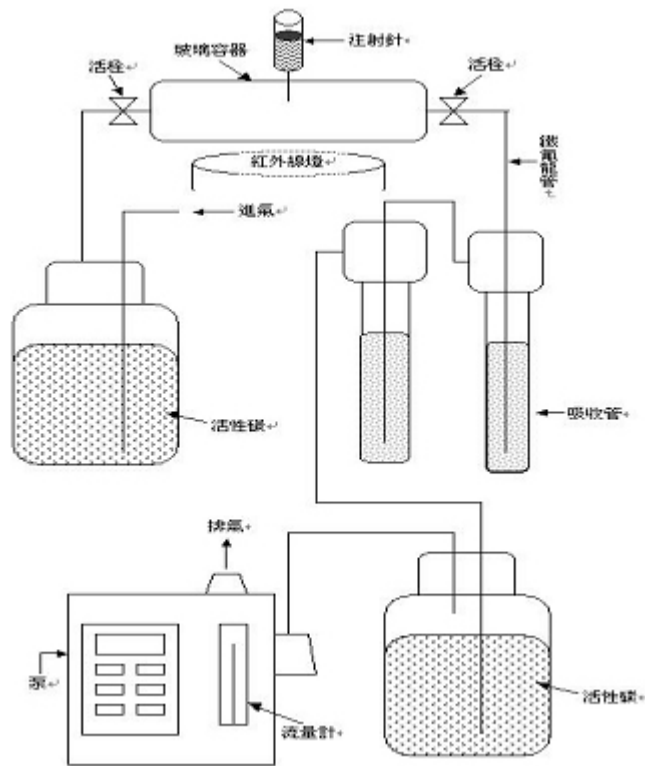 注射針
玻璃容器
活栓
活栓
紅外線燈
鐵氟龍管
進氣
活性碳
吸收管
排氣
泵
流量計
活性碳